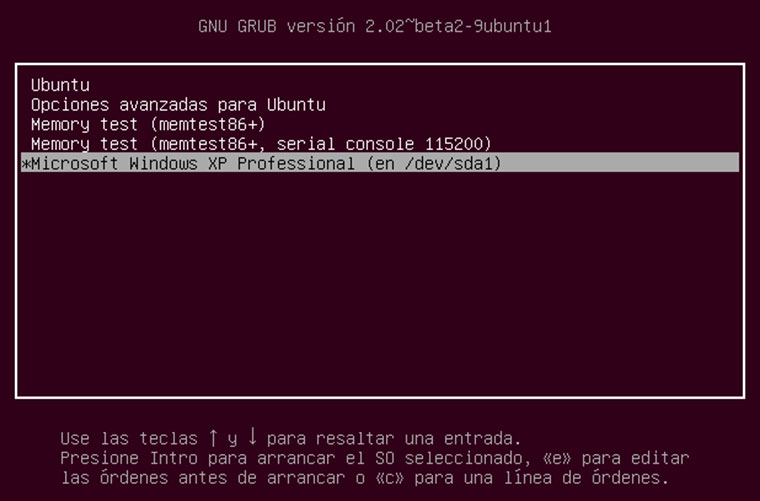 GNU GRUB versión 2.02~beta2-9ubuntu1
Ubuntu
Opciones avanzadas para Ubuntu
Memory test (memtest86+)
Memory test (memtest86+, serial console 115200)
*Microsoft Windows XP Professional (en /dev/sda1)
Use las teclas ↑ y ↓ para resaltar una entrada.
Presione Intro para arrancar el SO seleccionado, «e» para editar
las órdenes antes de arrancar o «c» para una línea de órdenes.